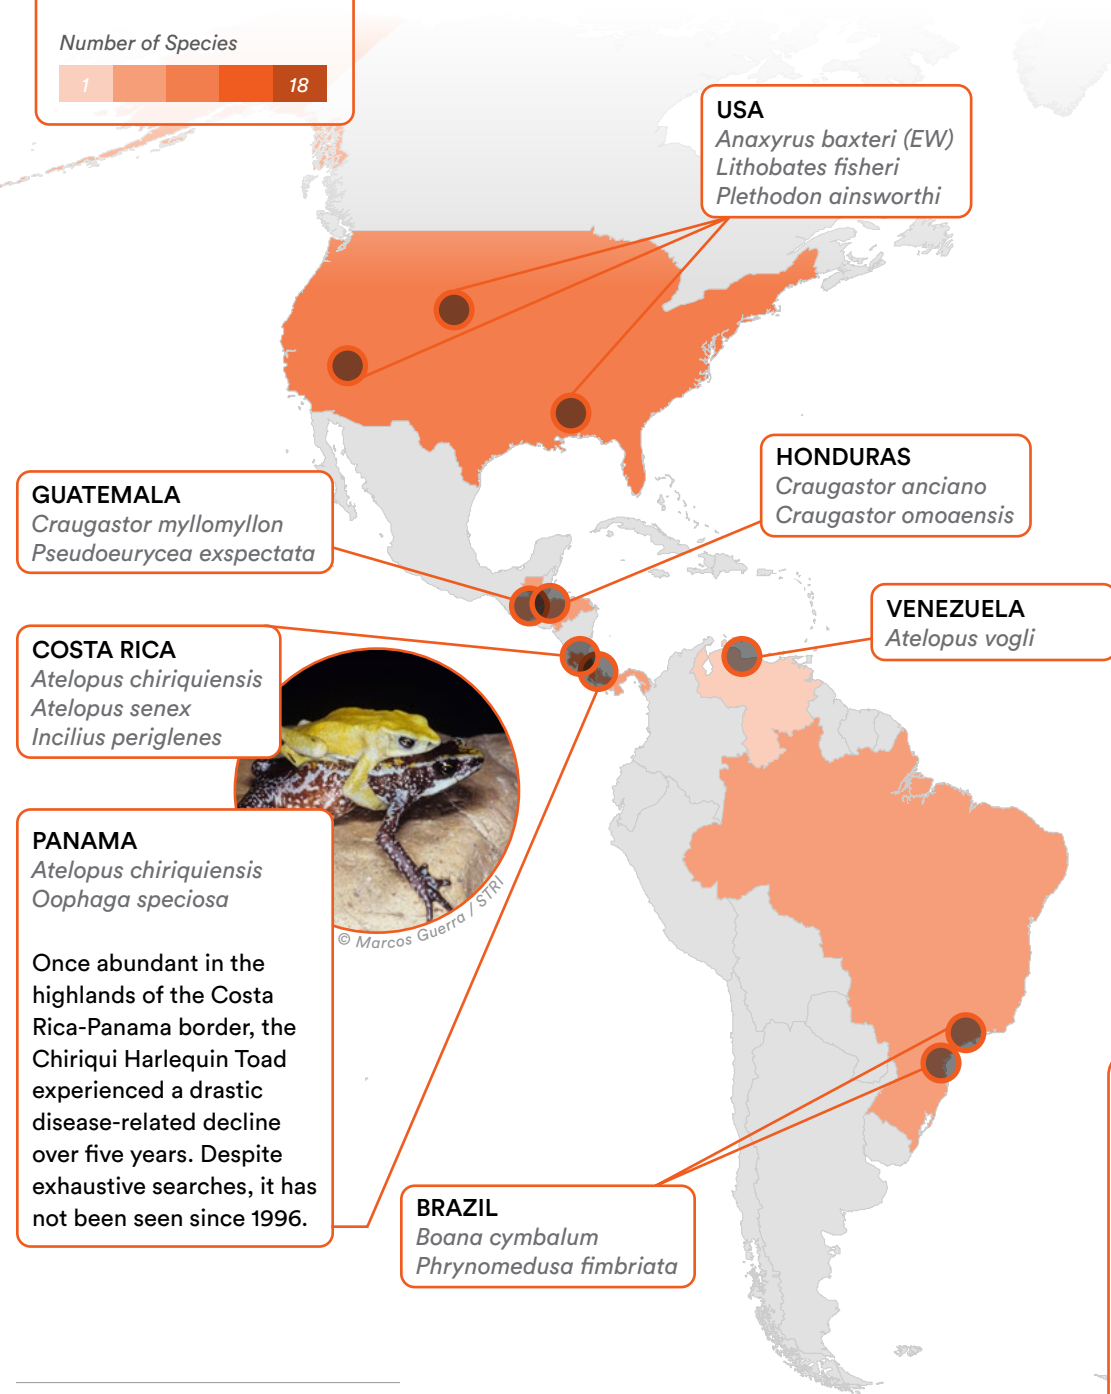 Number of Species
1
18
USA
Anaxyrus baxteri (EW)
Lithobates fisheri
Plethodon ainsworthi
HONDURAS
Craugastor anciano
Craugastor omoaensis
GUATEMALA
Craugastor myllomyllon
Pseudoeurycea exspectata
VENEZUELA
Atelopus vogli
COSTA RICA
Atelopus chiriquiensis
Atelopus senex
Incilius periglenes
PANAMA
Atelopus chiriquiensis
Oophaga speciosa
Once abundant in the
highlands of the Costa
Rica-Panama border, the
Chiriqui Harlequin Toad
experienced a drastic
disease-related decline
over five years. Despite
exhaustive searches, it has
not been seen since 1996.
© Marcos Guerra / STRI
BRAZIL
Boana cymbalum
Phrynomedusa fimbriata